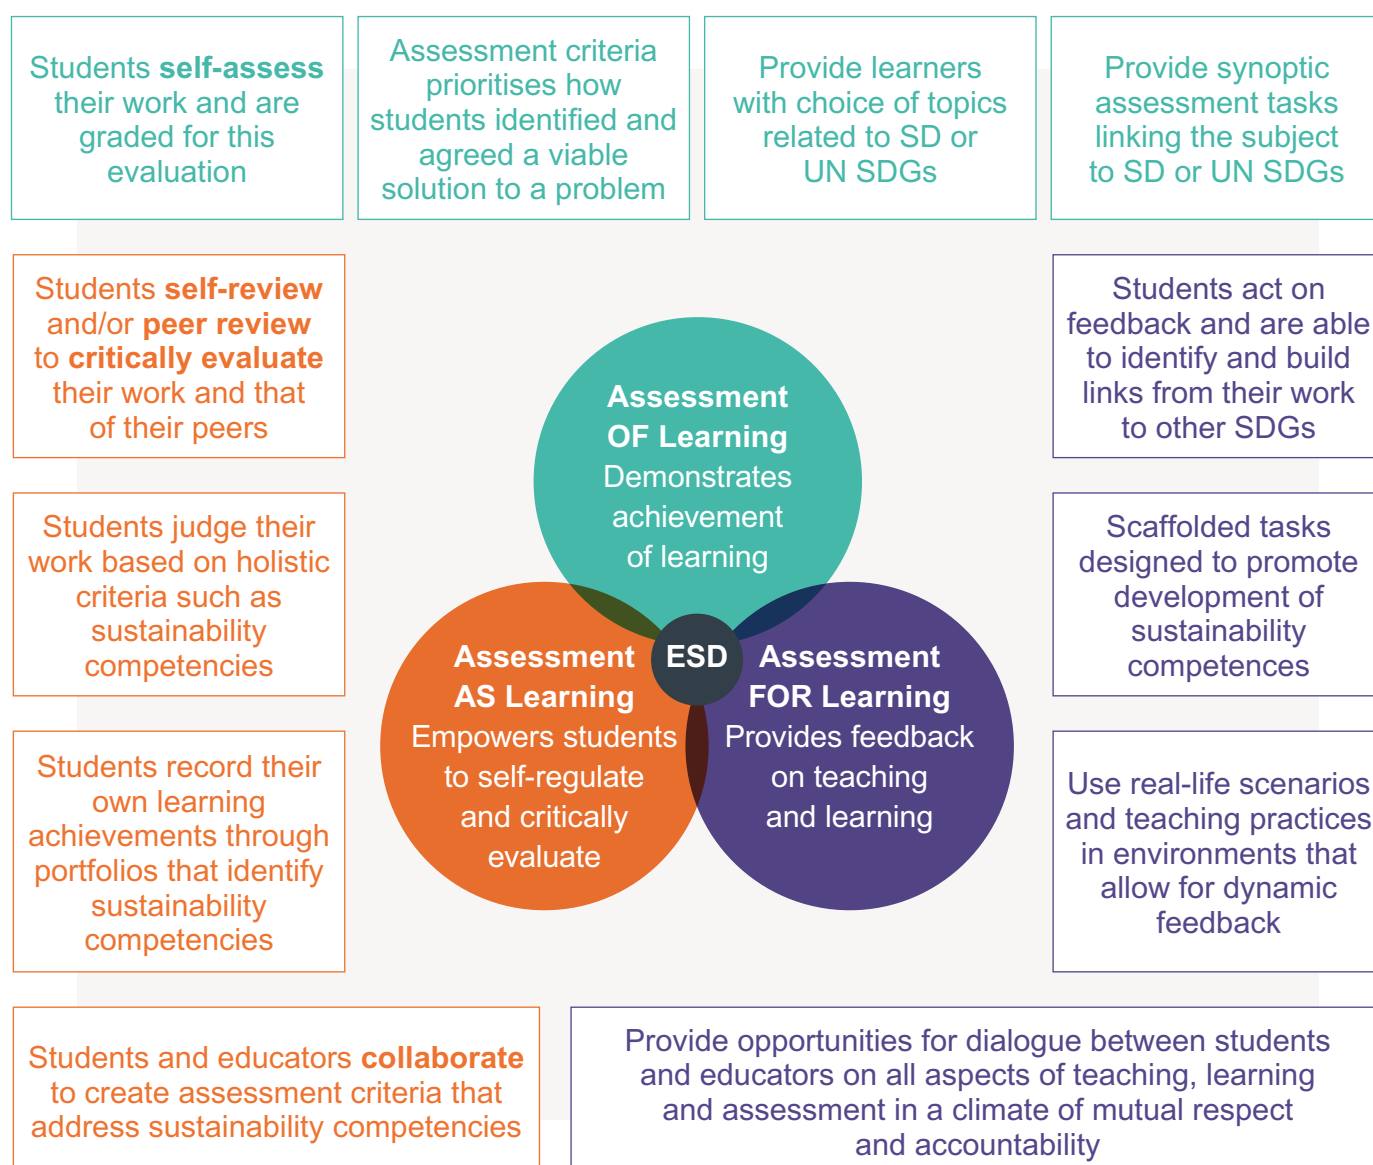 Students self-assess
their work and are
graded for this
evaluation
Assessment criteria
prioritises how
students identified and
agreed a viable
solution to a problem
Provide learners
with choice of topics
related to SD or
UN SDGs
Provide synoptic
assessment tasks
linking the subject
to SD or UN SDGs
Students self-review
and/or peer review
to critically evaluate
their work and that
of their peers
Students judge their
work based on holistic
criteria such as
sustainability
competencies
Students record their
own learning
achievements through
portfolios that identify
sustainability
competencies
Assessment
OF Learning
Demonstrates
achievement
of learning
Assessment
AS Learning
Empowers students
to self-regulate
and critically
evaluate
ESD
Assessment
FOR Learning
Provides feedback
on teaching
and learning
Students act on
feedback and are able
to identify and build
links from their work
to other SDGs
Scaffolded tasks
designed to promote
development of
sustainability
competences
Use real-life scenarios
and teaching practices
in environments that
allow for dynamic
feedback
Students and educators collaborate
to create assessment criteria that
address sustainability competencies
Provide opportunities for dialogue between students
and educators on all aspects of teaching, learning
and assessment in a climate of mutual respect
and accountability